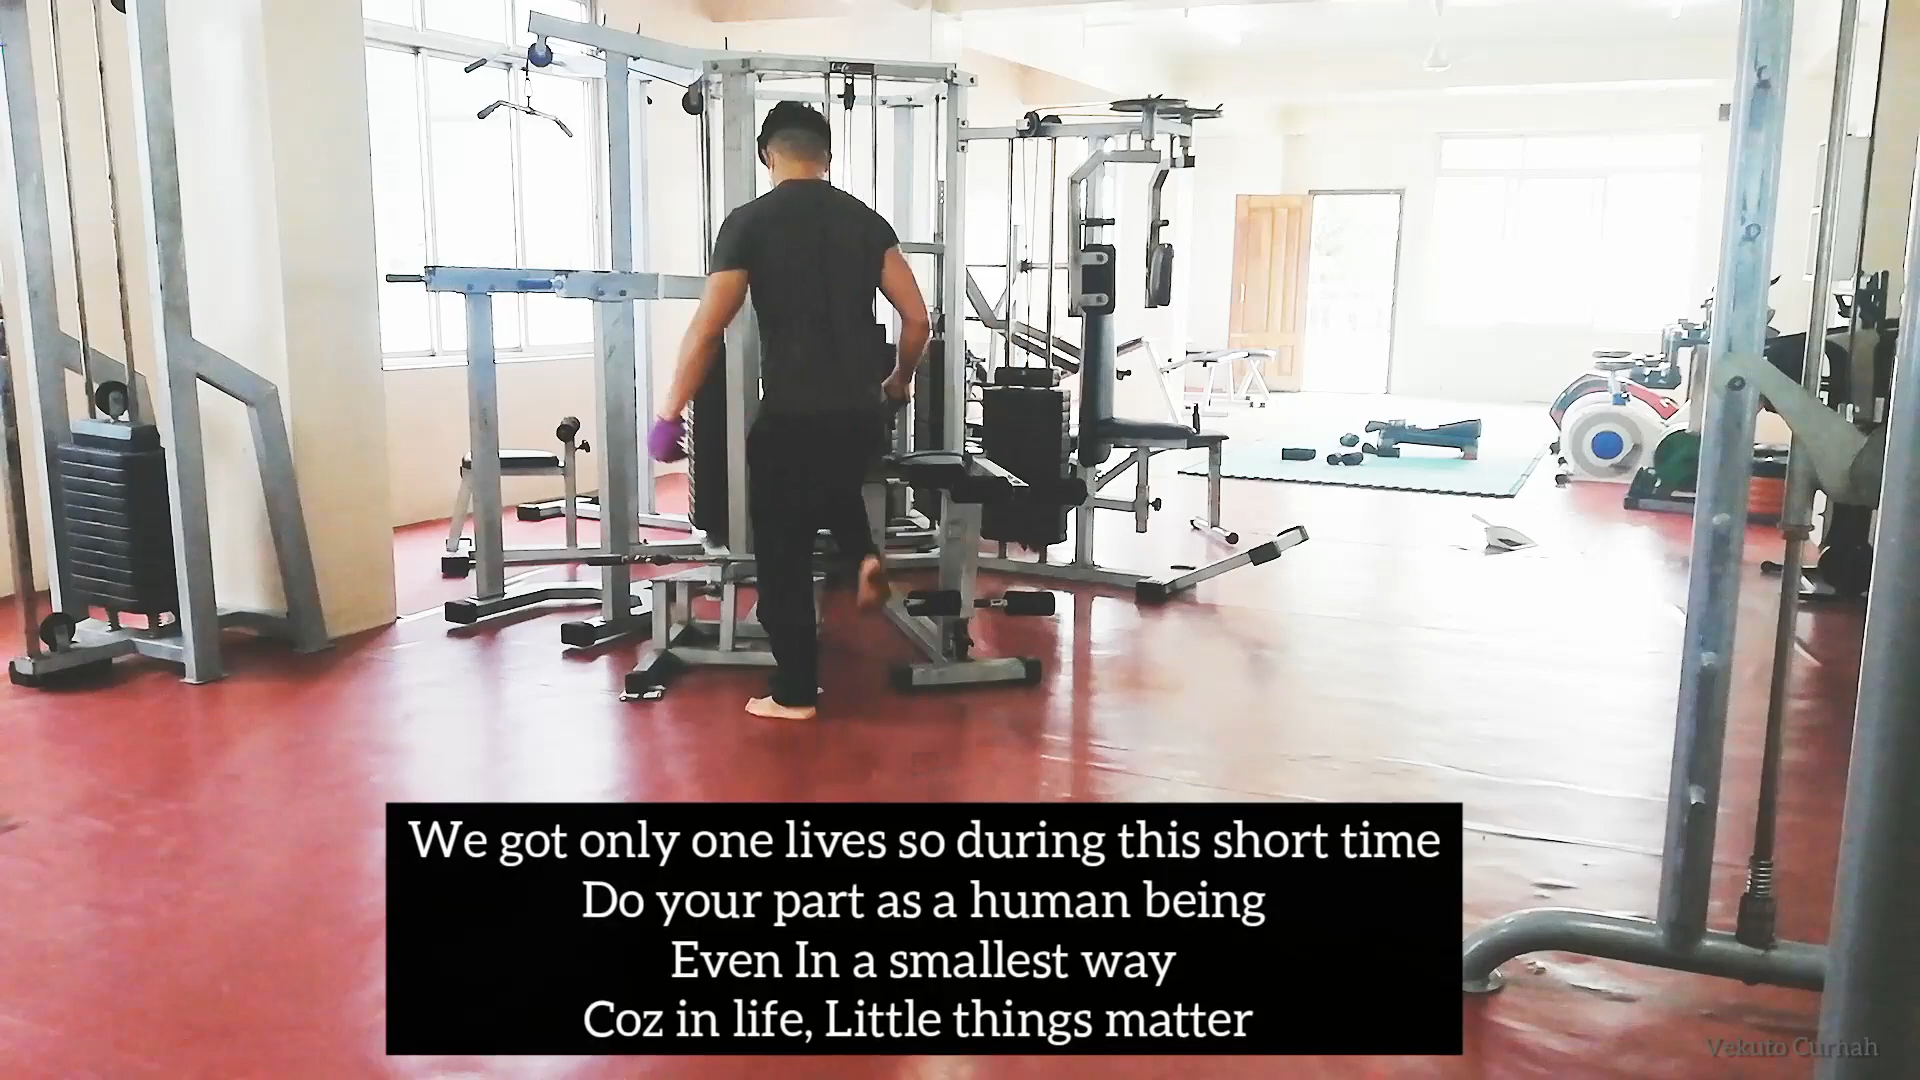 We got only one lives so during this short time
Do your part as a human being
Even In a smallest way
Coz in life, Little things matter
Vekuto Curhah